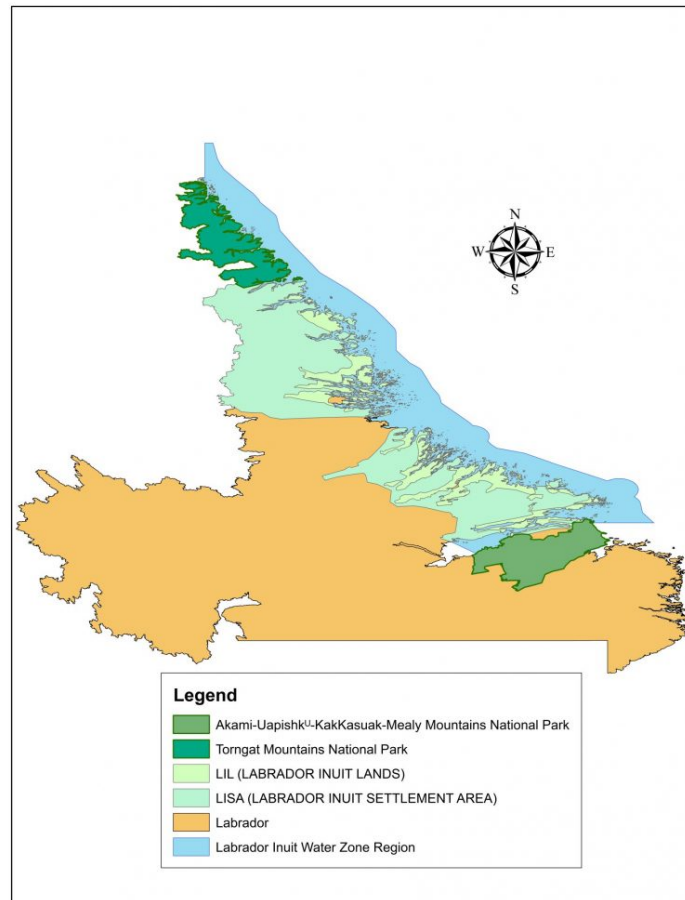 N
W E
S
Legend
Akami-Uapishkᵁ-KakKasuak-Mealy Mountains National Park
Torngat Mountains National Park
LIL (LABRADOR INUIT LANDS)
LISA (LABRADOR INUIT SETTLEMENT AREA)
Labrador
Labrador Inuit Water Zone Region